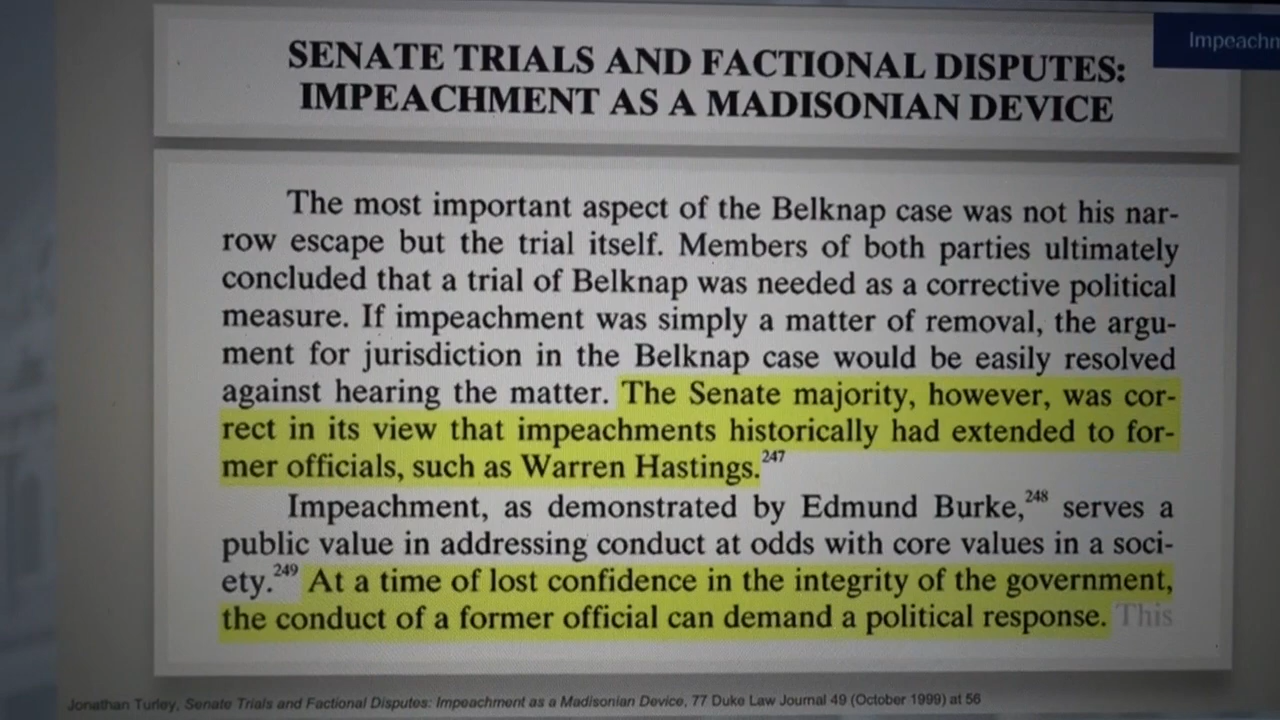 Impeachm
SENATE TRIALS AND FACTIONAL DISPUTES:
IMPEACHMENT AS A MADISONIAN DEVICE
The most important aspect of the Belknap case was not his nar-
row escape but the trial itself. Members of both parties ultimately
concluded that a trial of Belknap was needed as a corrective political
measure. If impeachment was simply a matter of removal, the argu-
ment for jurisdiction in the Belknap case would be easily resolved
against hearing the matter. The Senate majority, however, was cor-
rect in its view that impeachments historically had extended to for-
mer officials, such as Warren Hastings.247
Impeachment, as demonstrated by Edmund Burke,248 serves a
public value in addressing conduct at odds with core values in a soci-
ety.249 At a time of lost confidence in the integrity of the government,
the conduct of a former official can demand a political response. This
Jonathan Turley, Senate Trials and Factional Disputes: Impeachment as a Madisonian Device, 77 Duke Law Journal 49 (October 1999) at 56